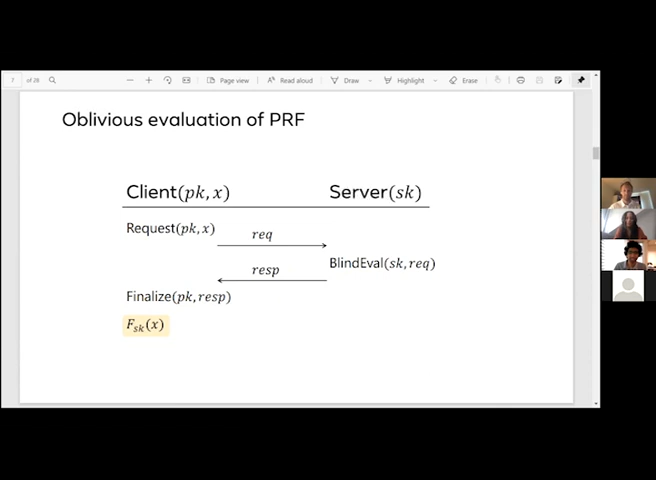 7 of 28 Page view Read aloud Draw Highlight Erase
Oblivious evaluation of PRF
Client(pk, x) Server(sk)
Request(pk, x) req
BlindEval(sk, req)
resp
Finalize(pk, resp)
F_sk(x)